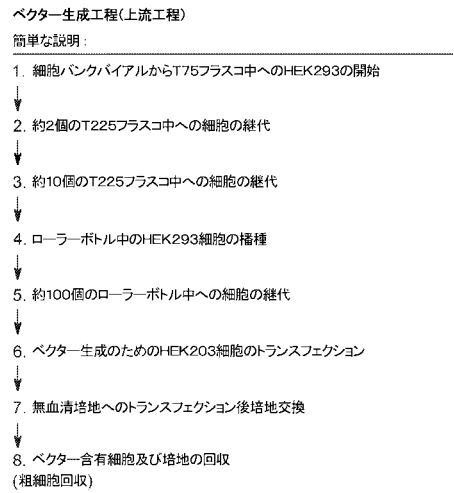 ベクター生成工程(上流工程)
簡単な説明:
1. 細胞バンクバイアルからT75フラスコ中へのHEK293の開始
2. 約2個のT225フラスコ中への細胞の継代
3. 約10個のT225フラスコ中への細胞の継代
4. ローラーボトル中のHEK293細胞の播種
5. 約100個のローラーボトル中への細胞の継代
6. ベクター生成のためのHEK203細胞のトランスフェクション
7. 無血清培地へのトランスフェクション後培地交換
8. ベクター含有細胞及び培地の回収
(粗細胞回収)